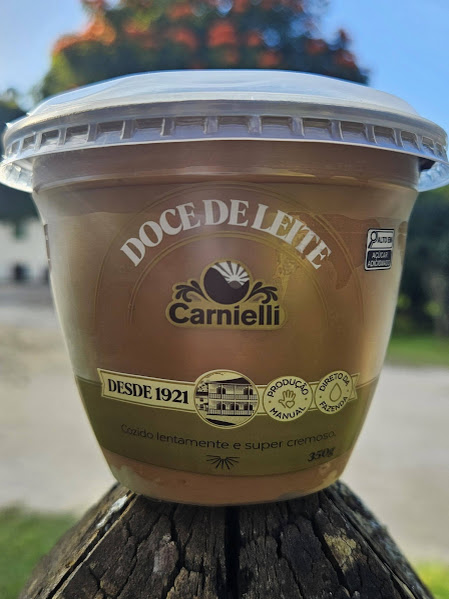 DOCE DE LEITE
ALTO EM
AÇÚCAR
ADICIONADO
Carnielli
DESDE 1921
PRODUÇÃO
MANUAL
DIRETO DA
FAZENDA
Cozido lentamente e super cremoso.
350g